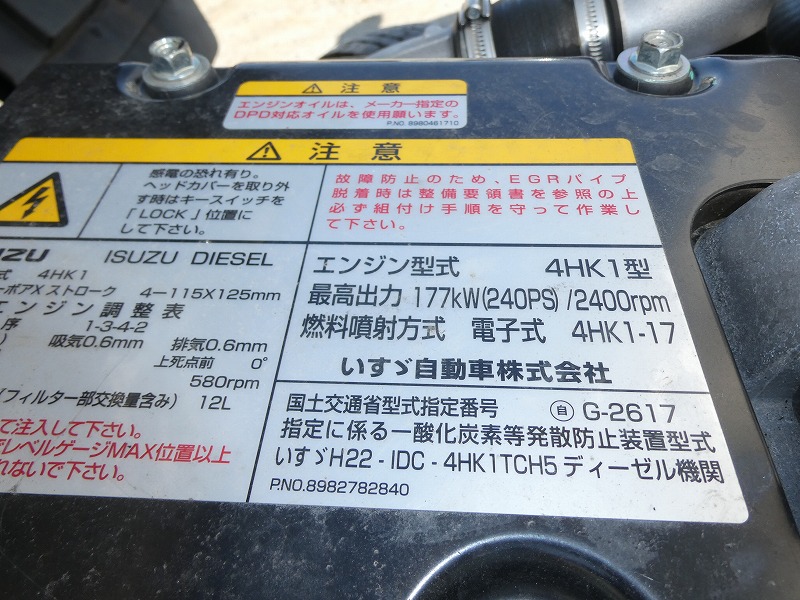 ⚠ 注意
エンジンオイルは、メーカー指定の
DPD対応オイルを使用願います。
P.NO. 8980461710
⚠ 注意
感電の恐れ有り。
ヘッドカバーを取り外
す時はキースイッチを
「LOCK」位置に
して下さい。
故障防止のため、EGRパイプ
脱着時は整備要領書を参照の上
必ず組付け手順を守って作業し
て下さい。
ZU ISUZU DIESEL
式 4HK1
ーボアXストローク 4-115X125mm
エンジン調整表
序 1-3-4-2
) 吸気0.6mm 排気0.6mm
上死点前 0°
580rpm
(フィルター部交換量含み) 12L
て注入して下さい。
でレベルゲージMAX位置以上
れないで下さい。
エンジン型式 4HK1型
最高出力 177kW(240PS) /2400rpm
燃料噴射方式 電子式 4HK1-17
いすゞ自動車株式会社
国土交通省型式指定番号 自 G-2617
指定に係る一酸化炭素等発散防止装置型式
いすゞH22 - IDC - 4HK1TCH5 ディーゼル機関
P.NO. 8982782840